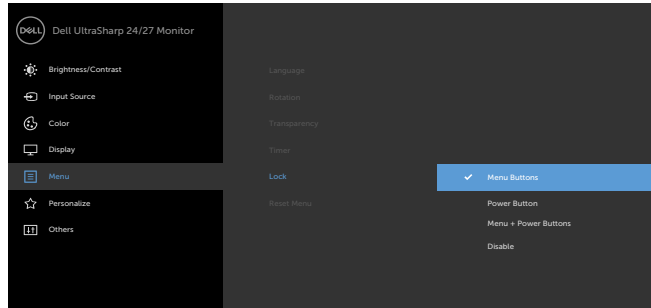 DELL Dell UltraSharp 24/27 Monitor
Brightness/Contrast
Input Source
Color
Display
Menu
Personalize
Others
Language
Rotation
Transparency
Timer
Lock
Reset Menu
Menu Buttons
Power Button
Menu + Power Buttons
Disable